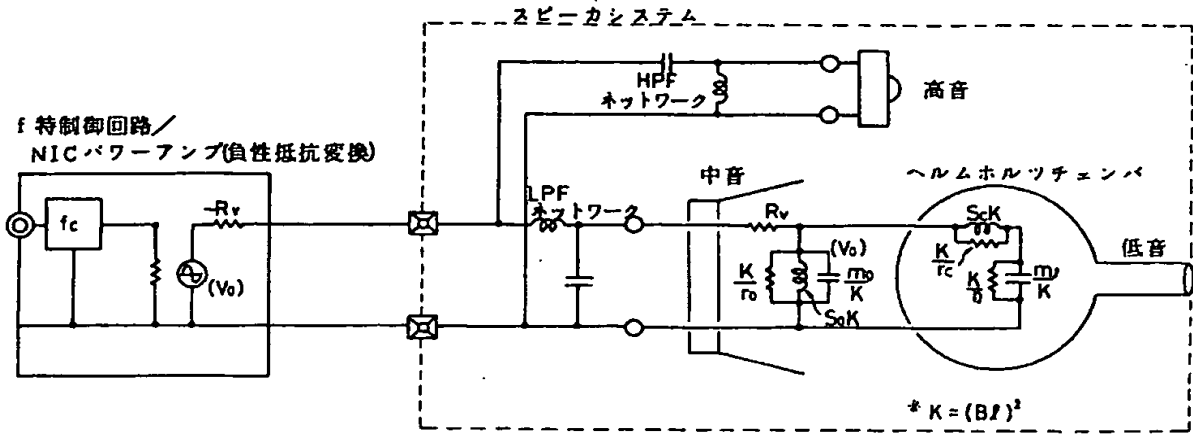 スピーカシステム
HPF
ネットワーク
高音
f 特制御回路/
NICパワーアンプ(負性抵抗変換)
fc
-Rv
(V₀)
LPF
ネットワーク
中音
Rv
(V₀)
K/r₀
S₀K
m₀/K
ヘルムホルツチェンバ
ScK
K/rc
低音
* K = (Bℓ)²